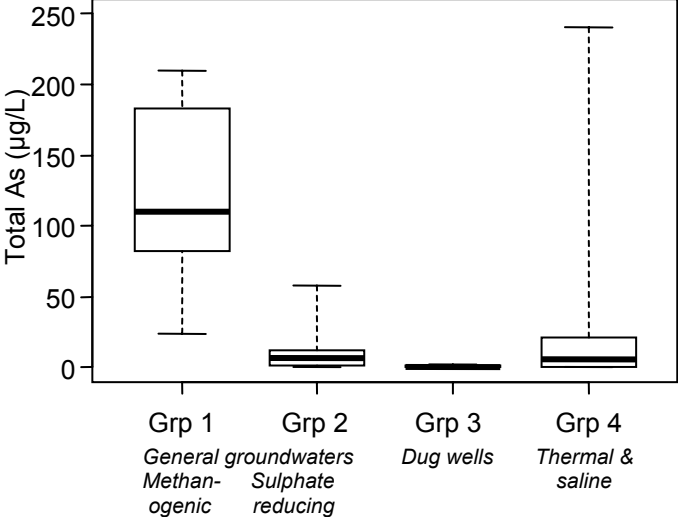 Total As (µg/L)
250
200
150
100
50
0
Grp 1 Grp 2 Grp 3 Grp 4
General groundwaters Dug wells Thermal &
Methan- Sulphate saline
ogenic reducing